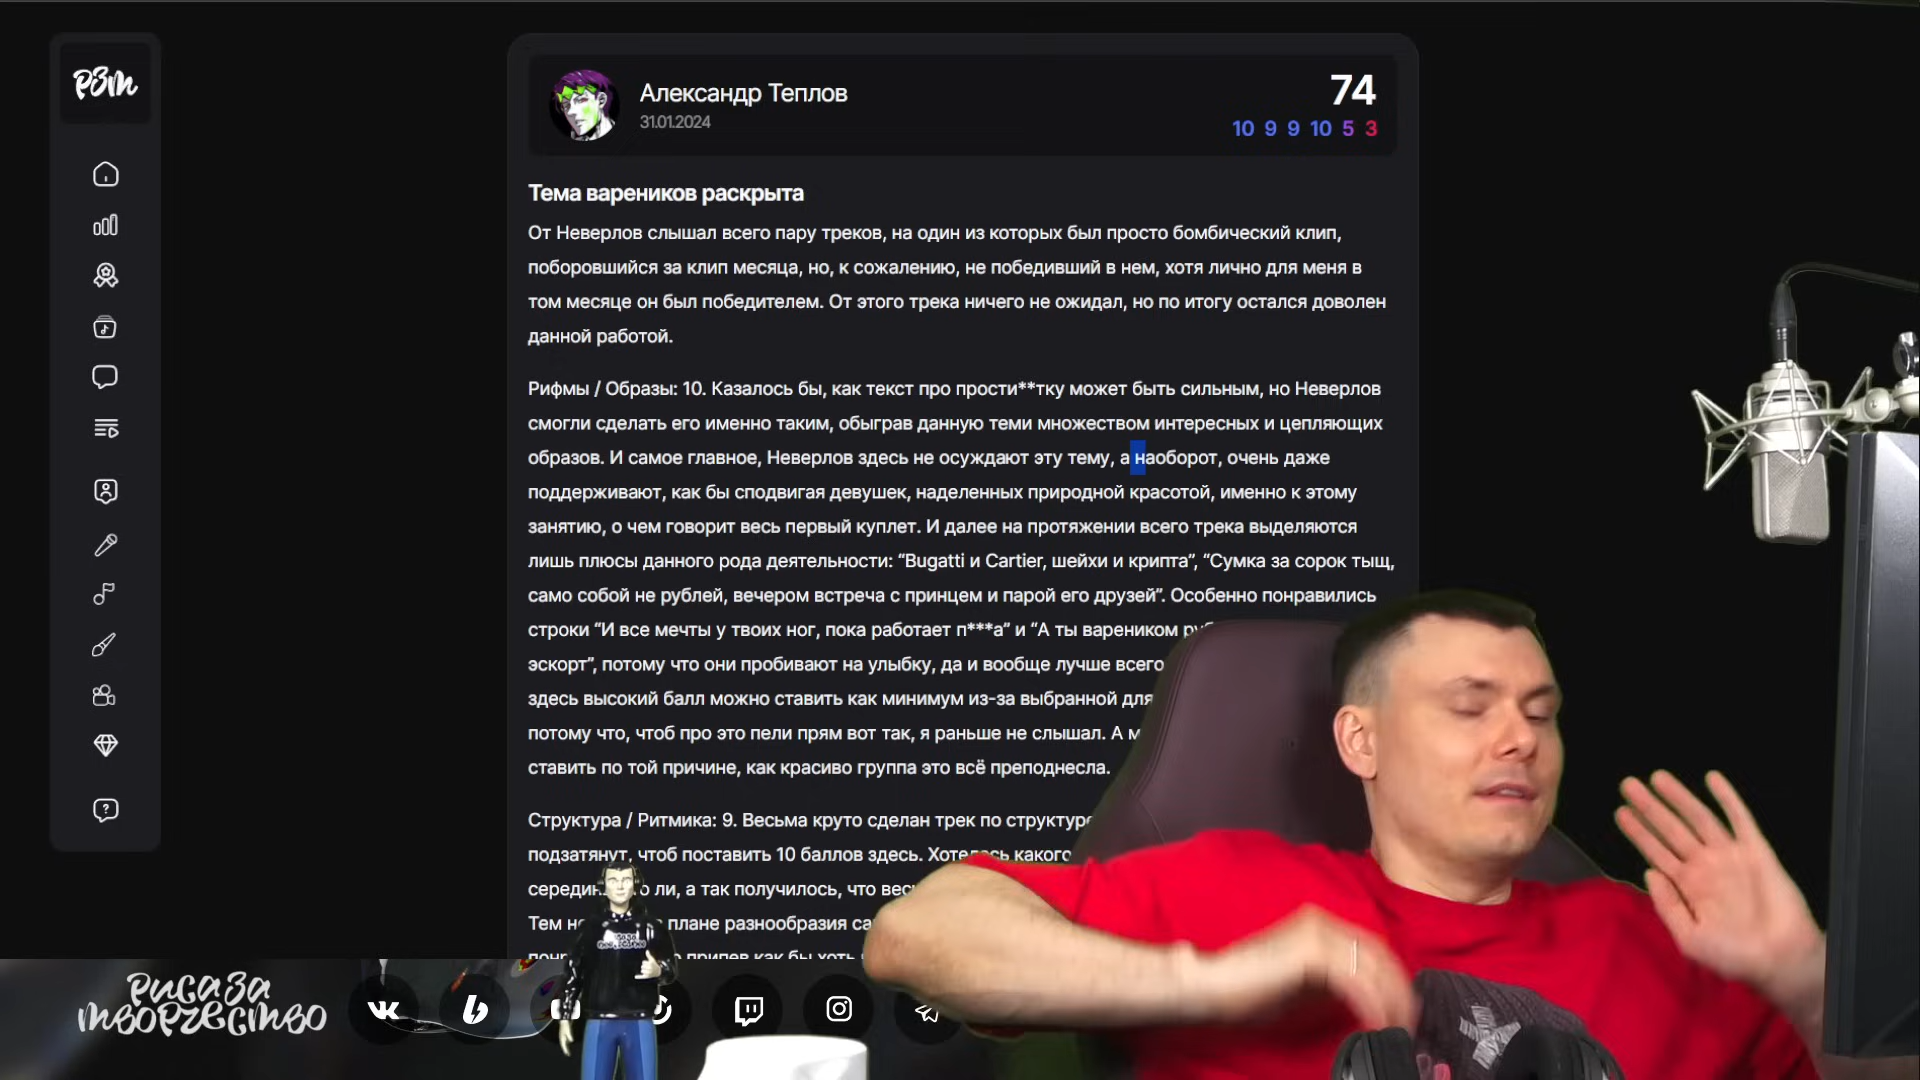 РЗТ
Александр Теплов
31.01.2024
74
10 9 9 10 5 3
Тема вареников раскрыта
От Неверлов слышал всего пару треков, на один из которых был просто бомбический клип,
поборовшийся за клип месяца, но, к сожалению, не победивший в нем, хотя лично для меня в
том месяце он был победителем. От этого трека ничего не ожидал, но по итогу остался доволен
данной работой.
Рифмы / Образы: 10. Казалось бы, как текст про прости**тку может быть сильным, но Неверлов
смогли сделать его именно таким, обыграв данную теми множеством интересных и цепляющих
образов. И самое главное, Неверлов здесь не осуждают эту тему, а наоборот, очень даже
поддерживают, как бы сподвигая девушек, наделенных природной красотой, именно к этому
занятию, о чем говорит весь первый куплет. И далее на протяжении всего трека выделяются
лишь плюсы данного рода деятельности: “Bugatti и Cartier, шейхи и крипта”, “Сумка за сорок тыщ,
само собой не рублей, вечером встреча с принцем и парой его друзей”. Особенно понравились
строки “И все мечты у твоих ног, пока работает п***а” и “А ты вареником
эскорт”, потому что они пробивают на улыбку, да и вообще лучше всего
здесь высокий балл можно ставить как минимум из-за выбранной для
потому что, чтоб про это пели прям вот так, я раньше не слышал. А
ставить по той причине, как красиво группа это всё преподнесла.
Структура / Ритмика: 9. Весьма круто сделан трек по структуре
подзатянут, чтоб поставить 10 баллов здесь. Хотелось какого
ли, а так получилось, что
Тем плане разнообразия
припев как бы хоть
РИСАЗА
ТВОРЧЕСТВО